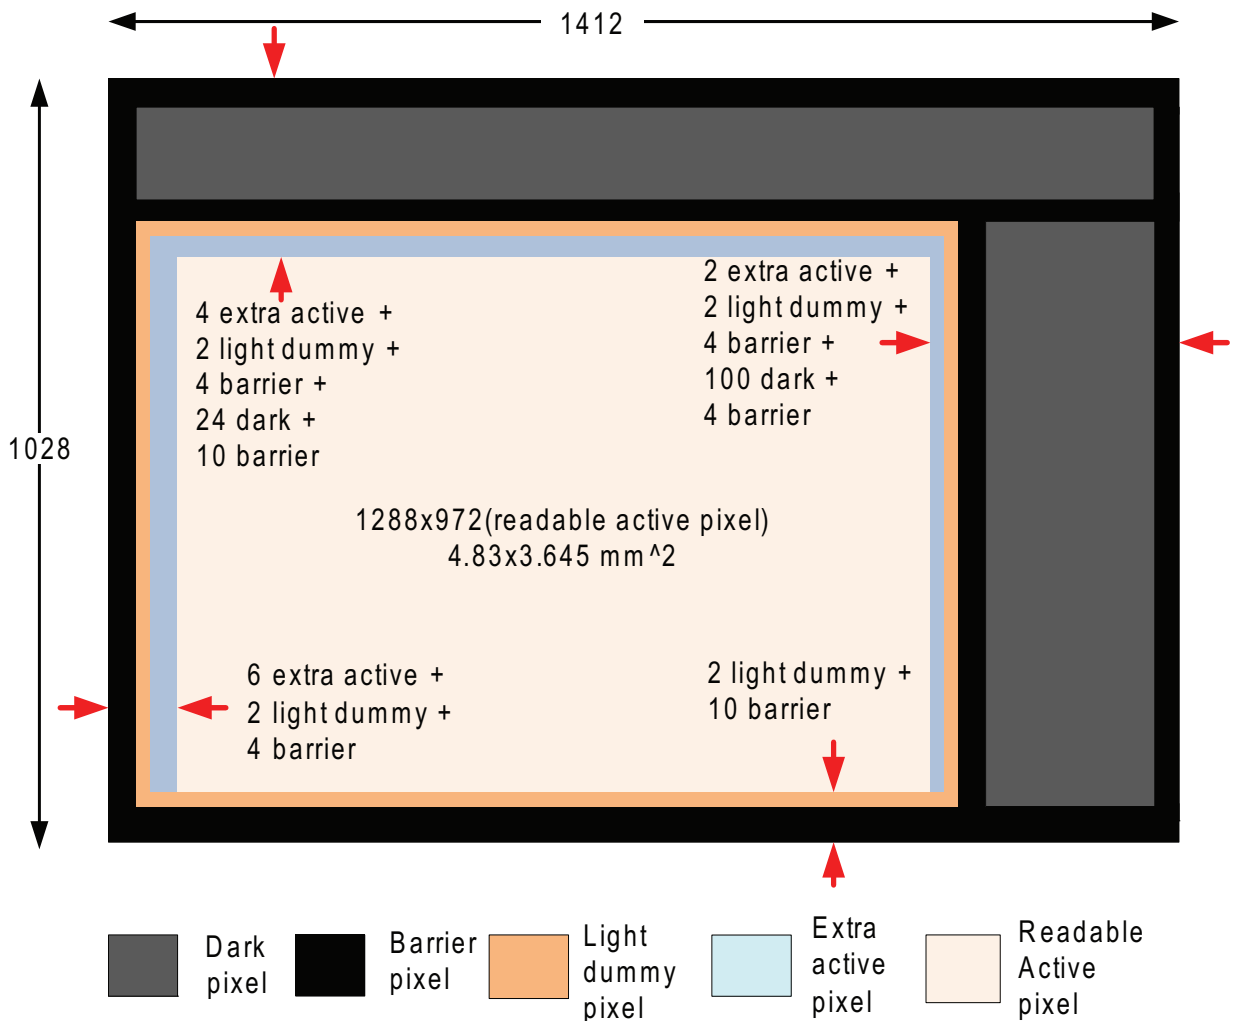 1412
1028
4 extra active +
2 light dummy +
4 barrier +
24 dark +
10 barrier
2 extra active +
2 light dummy +
4 barrier +
100 dark +
4 barrier
1288x972(readable active pixel)
4.83x3.645 mm^2
6 extra active +
2 light dummy +
4 barrier
2 light dummy +
10 barrier
Dark
pixel
Barrier
pixel
Light
dummy
pixel
Extra
active
pixel
Readable
Active
pixel